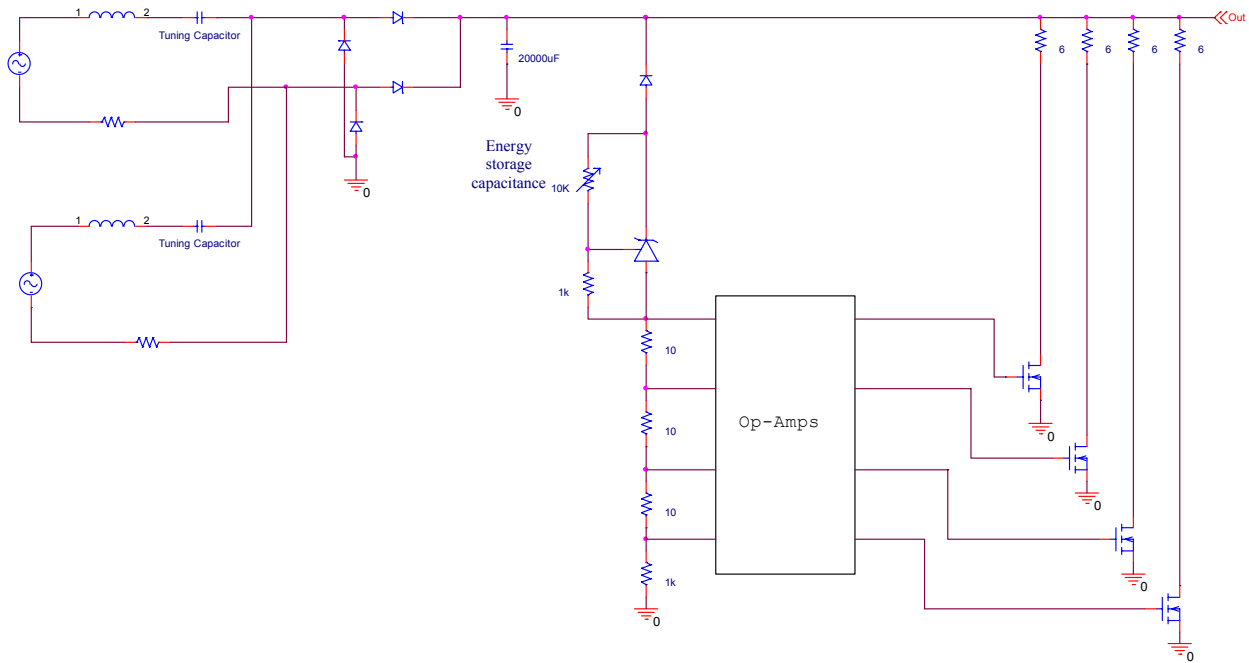 1 2
Tuning Capacitor
Out
20000uF
0
6 6 6 6
Energy
storage
capacitance
10K
0
1 2
Tuning Capacitor
1k
10
Op-Amps
10
10
1k
0
0
0
0
0